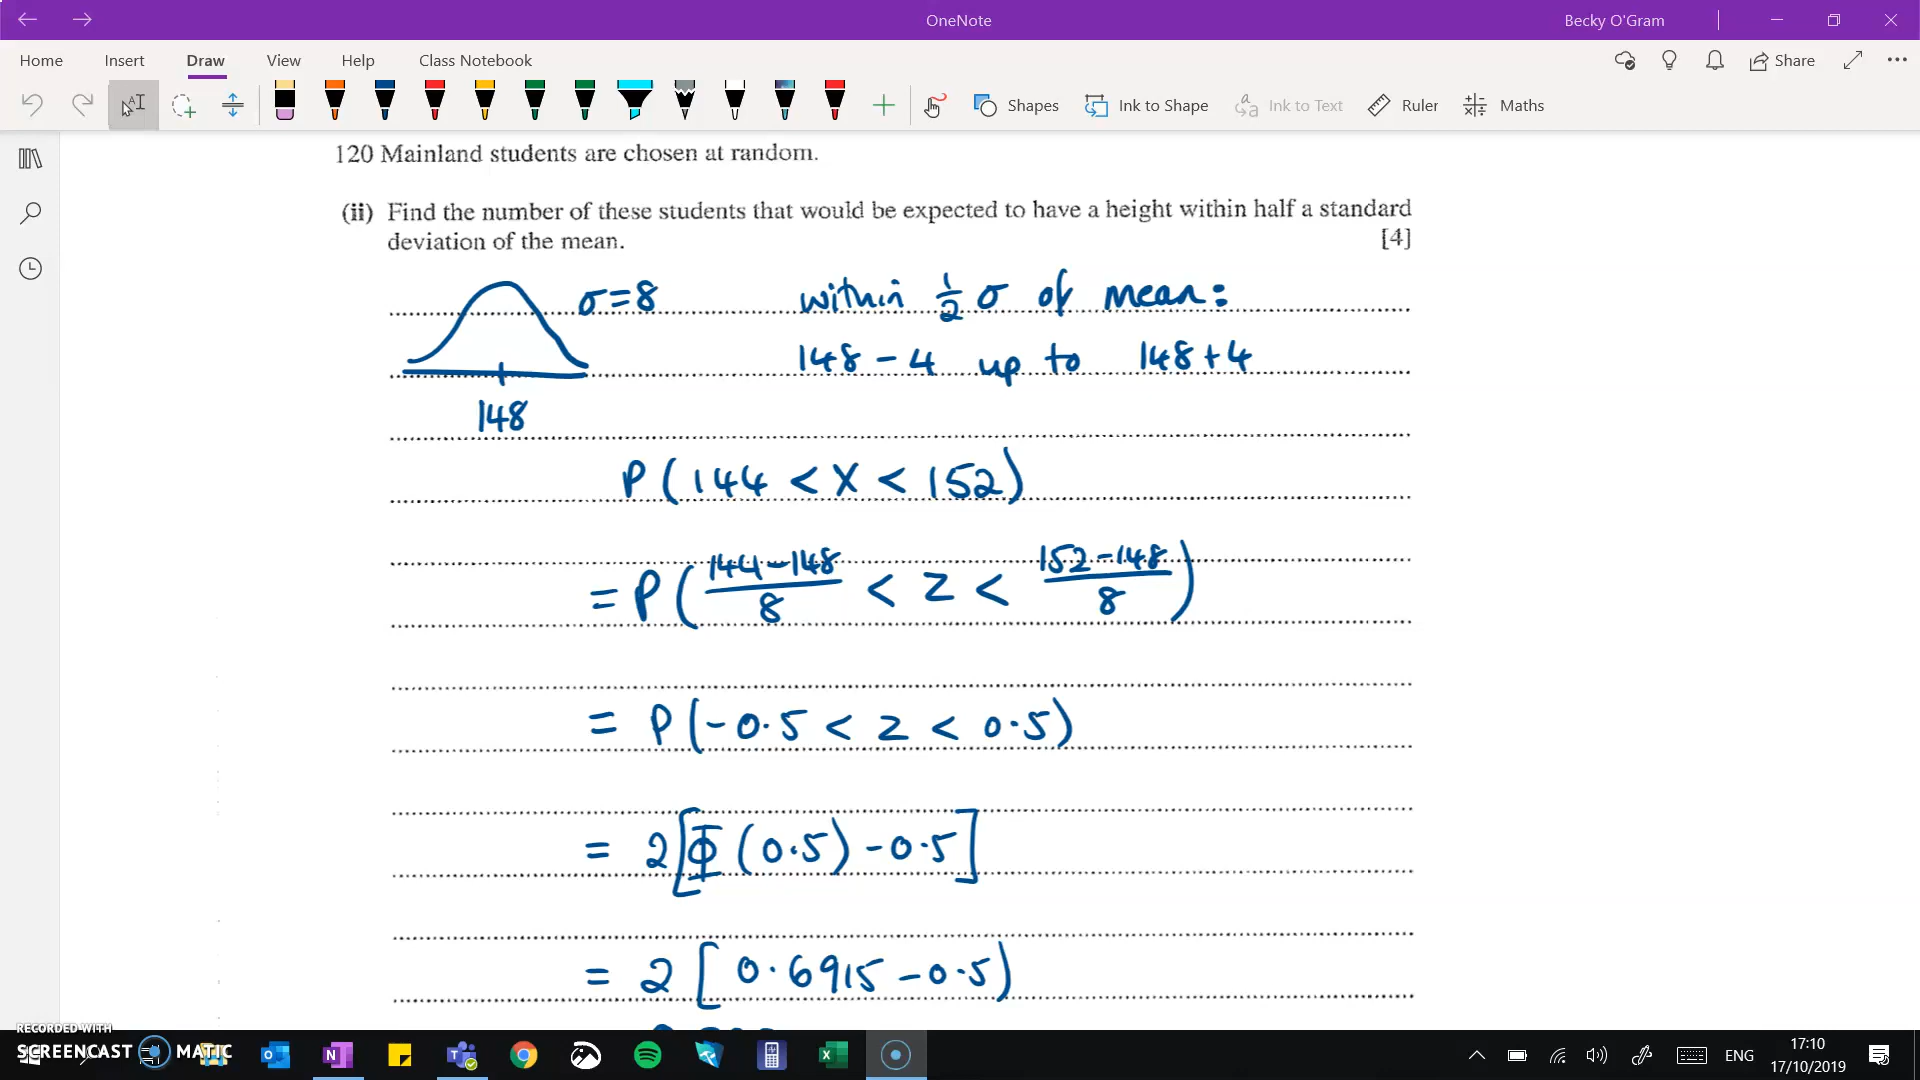 OneNote
Becky O'Gram
Home Insert Draw View Help Class Notebook
Share
Shapes Ink to Shape Ink to Text Ruler Maths
120 Mainland students are chosen at random.
(ii) Find the number of these students that would be expected to have a height within half a standard
deviation of the mean. [4]
σ=8 within 1/2 σ of mean:
148 - 4 up to 148+4
148
P(144 < X < 152)
= P((144-148)/8 < Z < (152-148)/8)
= P(-0.5 < Z < 0.5)
= 2[Φ(0.5) - 0.5]
= 2[0.6915 - 0.5)
RECORDED WITH
SCREENCAST MATIC
ENG
17:10
17/10/2019